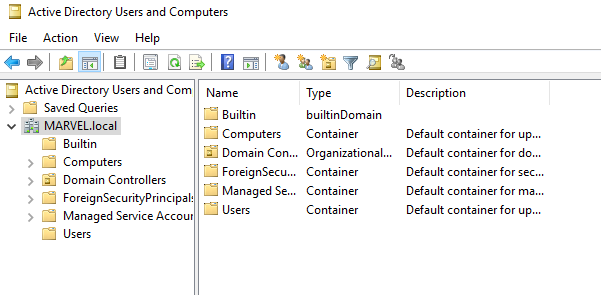 Active Directory Users and Computers
File Action View Help
Active Directory Users and Com
Saved Queries
MARVEL.local
Builtin
Computers
Domain Controllers
ForeignSecurityPrincipals
Managed Service Accour
Users
Name Type Description
Builtin builtinDomain
Computers Container Default container for up...
Domain Con... Organizational... Default container for do...
ForeignSecu... Container Default container for sec...
Managed Se... Container Default container for ma...
Users Container Default container for up...